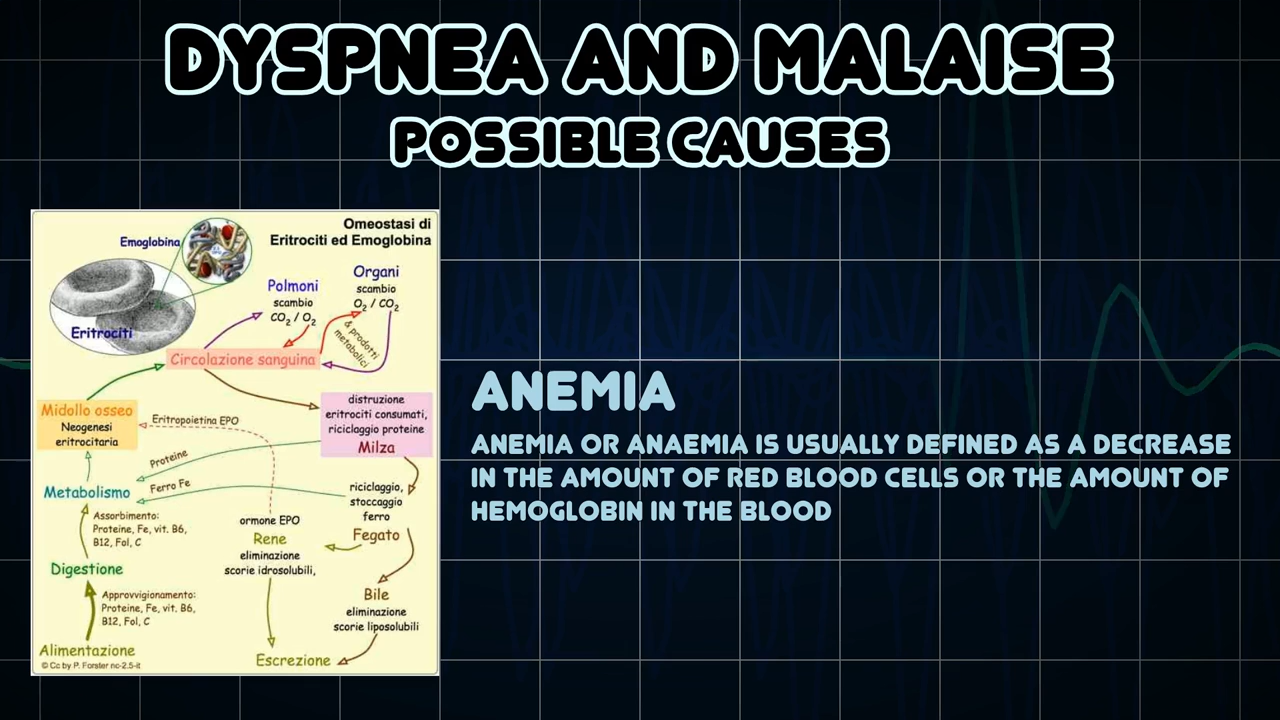 DYSPNEA AND MALAISE
POSSIBLE CAUSES
Omeostasi di
Eritrociti ed Emoglobina
Emoglobina
Eritrociti
Polmoni
scambio
CO2 / O2
Organi
scambio
O2 / CO2
& prodotti
metabolici
Circolazione sanguina
Midollo osseo
Neogenesi
eritrocitaria
Eritropoietina EPO
distruzione
eritrociti consumati,
riciclaggio proteine
Milza
Proteine
Ferro Fe
Metabolismo
Assorbimento:
Proteine, Fe, vit. B6,
B12, Fol, C
riciclaggio,
stoccaggio
ferro
Fegato
ormone EPO
Rene
eliminazione
scorie idrosolubili,
Digestione
Approvvigionamento:
Proteine, Fe, vit. B6,
B12, Fol, C
Bile
eliminazione
scorie liposolubili
Alimentazione
Escrezione
© Cc by P. Forster nc-2.5-it
ANEMIA
ANEMIA OR ANAEMIA IS USUALLY DEFINED AS A DECREASE
IN THE AMOUNT OF RED BLOOD CELLS OR THE AMOUNT OF
HEMOGLOBIN IN THE BLOOD